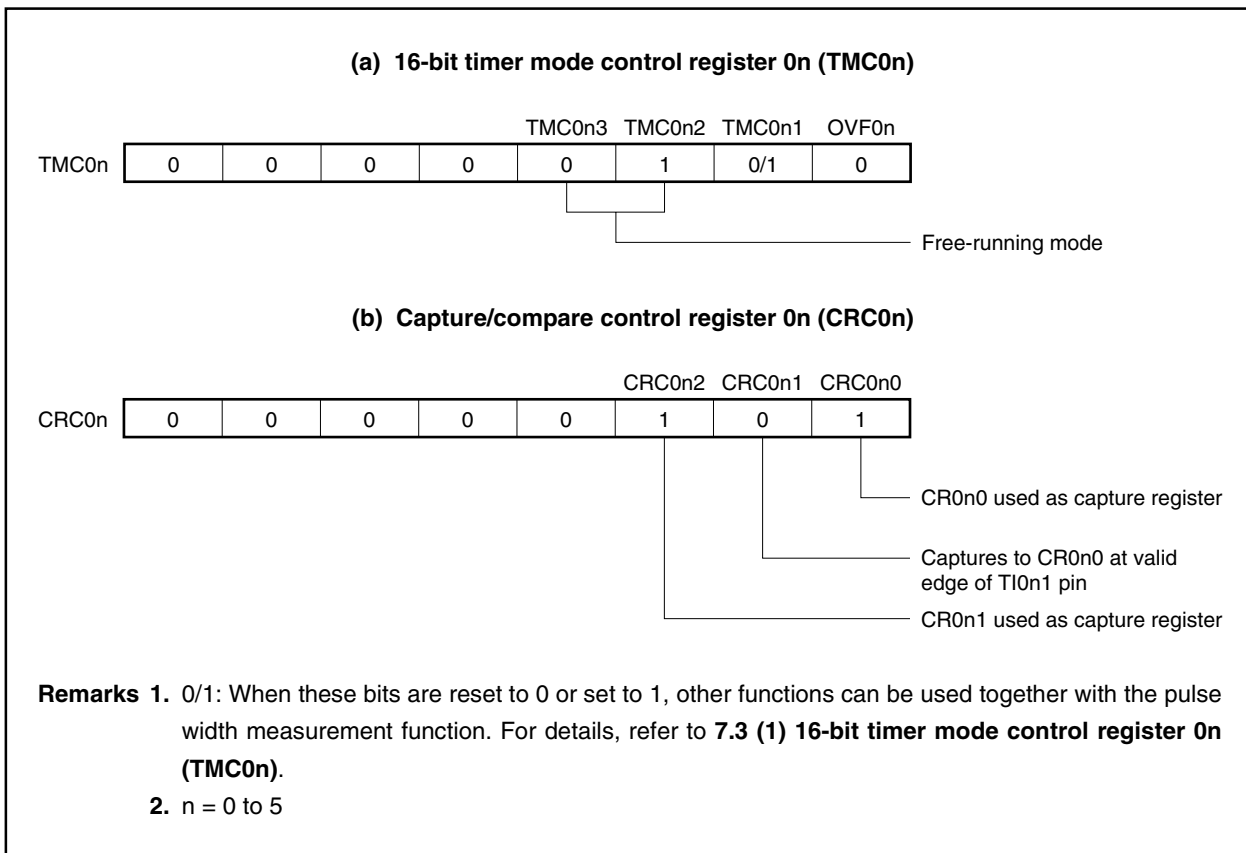 (a) 16-bit timer mode control register 0n (TMC0n)
TMC0n3 TMC0n2 TMC0n1 OVF0n
TMC0n 0 0 0 0 0 1 0/1 0
Free-running mode
(b) Capture/compare control register 0n (CRC0n)
CRC0n2 CRC0n1 CRC0n0
CRC0n 0 0 0 0 0 1 0 1
CR0n0 used as capture register
Captures to CR0n0 at valid
edge of TI0n1 pin
CR0n1 used as capture register
Remarks 1. 0/1: When these bits are reset to 0 or set to 1, other functions can be used together with the pulse
width measurement function. For details, refer to 7.3 (1) 16-bit timer mode control register 0n
(TMC0n).
2. n = 0 to 5